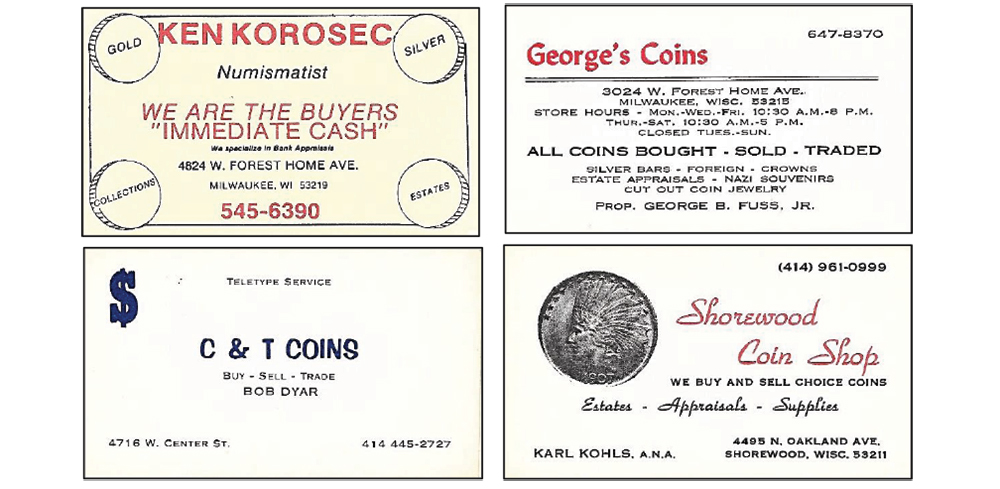 GOLD
KEN KOROSEC
SILVER
Numismatist
WE ARE THE BUYERS
"IMMEDIATE CASH"
We specialize in Bank Appraisals
4824 W. FOREST HOME AVE.
MILWAUKEE, WI 53219
COLLECTIONS
ESTATES
545-6390
647-8370
George's Coins
3024 W. FOREST HOME AVE.
MILWAUKEE, WISC. 53215
STORE HOURS - MON.-WED.-FRI. 10:30 A.M.-8 P.M.
THUR.-SAT. 10:30 A.M.-5 P.M.
CLOSED TUES.-SUN.
ALL COINS BOUGHT - SOLD - TRADED
SILVER BARS - FOREIGN - CROWNS
ESTATE APPRAISALS - NAZI SOUVENIRS
CUT OUT COIN JEWELRY
PROP. GEORGE B. FUSS, JR.
$
TELETYPE SERVICE
C & T COINS
BUY - SELL - TRADE
BOB DYAR
4716 W. CENTER ST.
414 445-2727
(414) 961-0999
Shorewood
Coin Shop
1907
WE BUY AND SELL CHOICE COINS
Estates - Appraisals - Supplies
KARL KOHLS, A.N.A.
4495 N. OAKLAND AVE.
SHOREWOOD, WISC. 53211